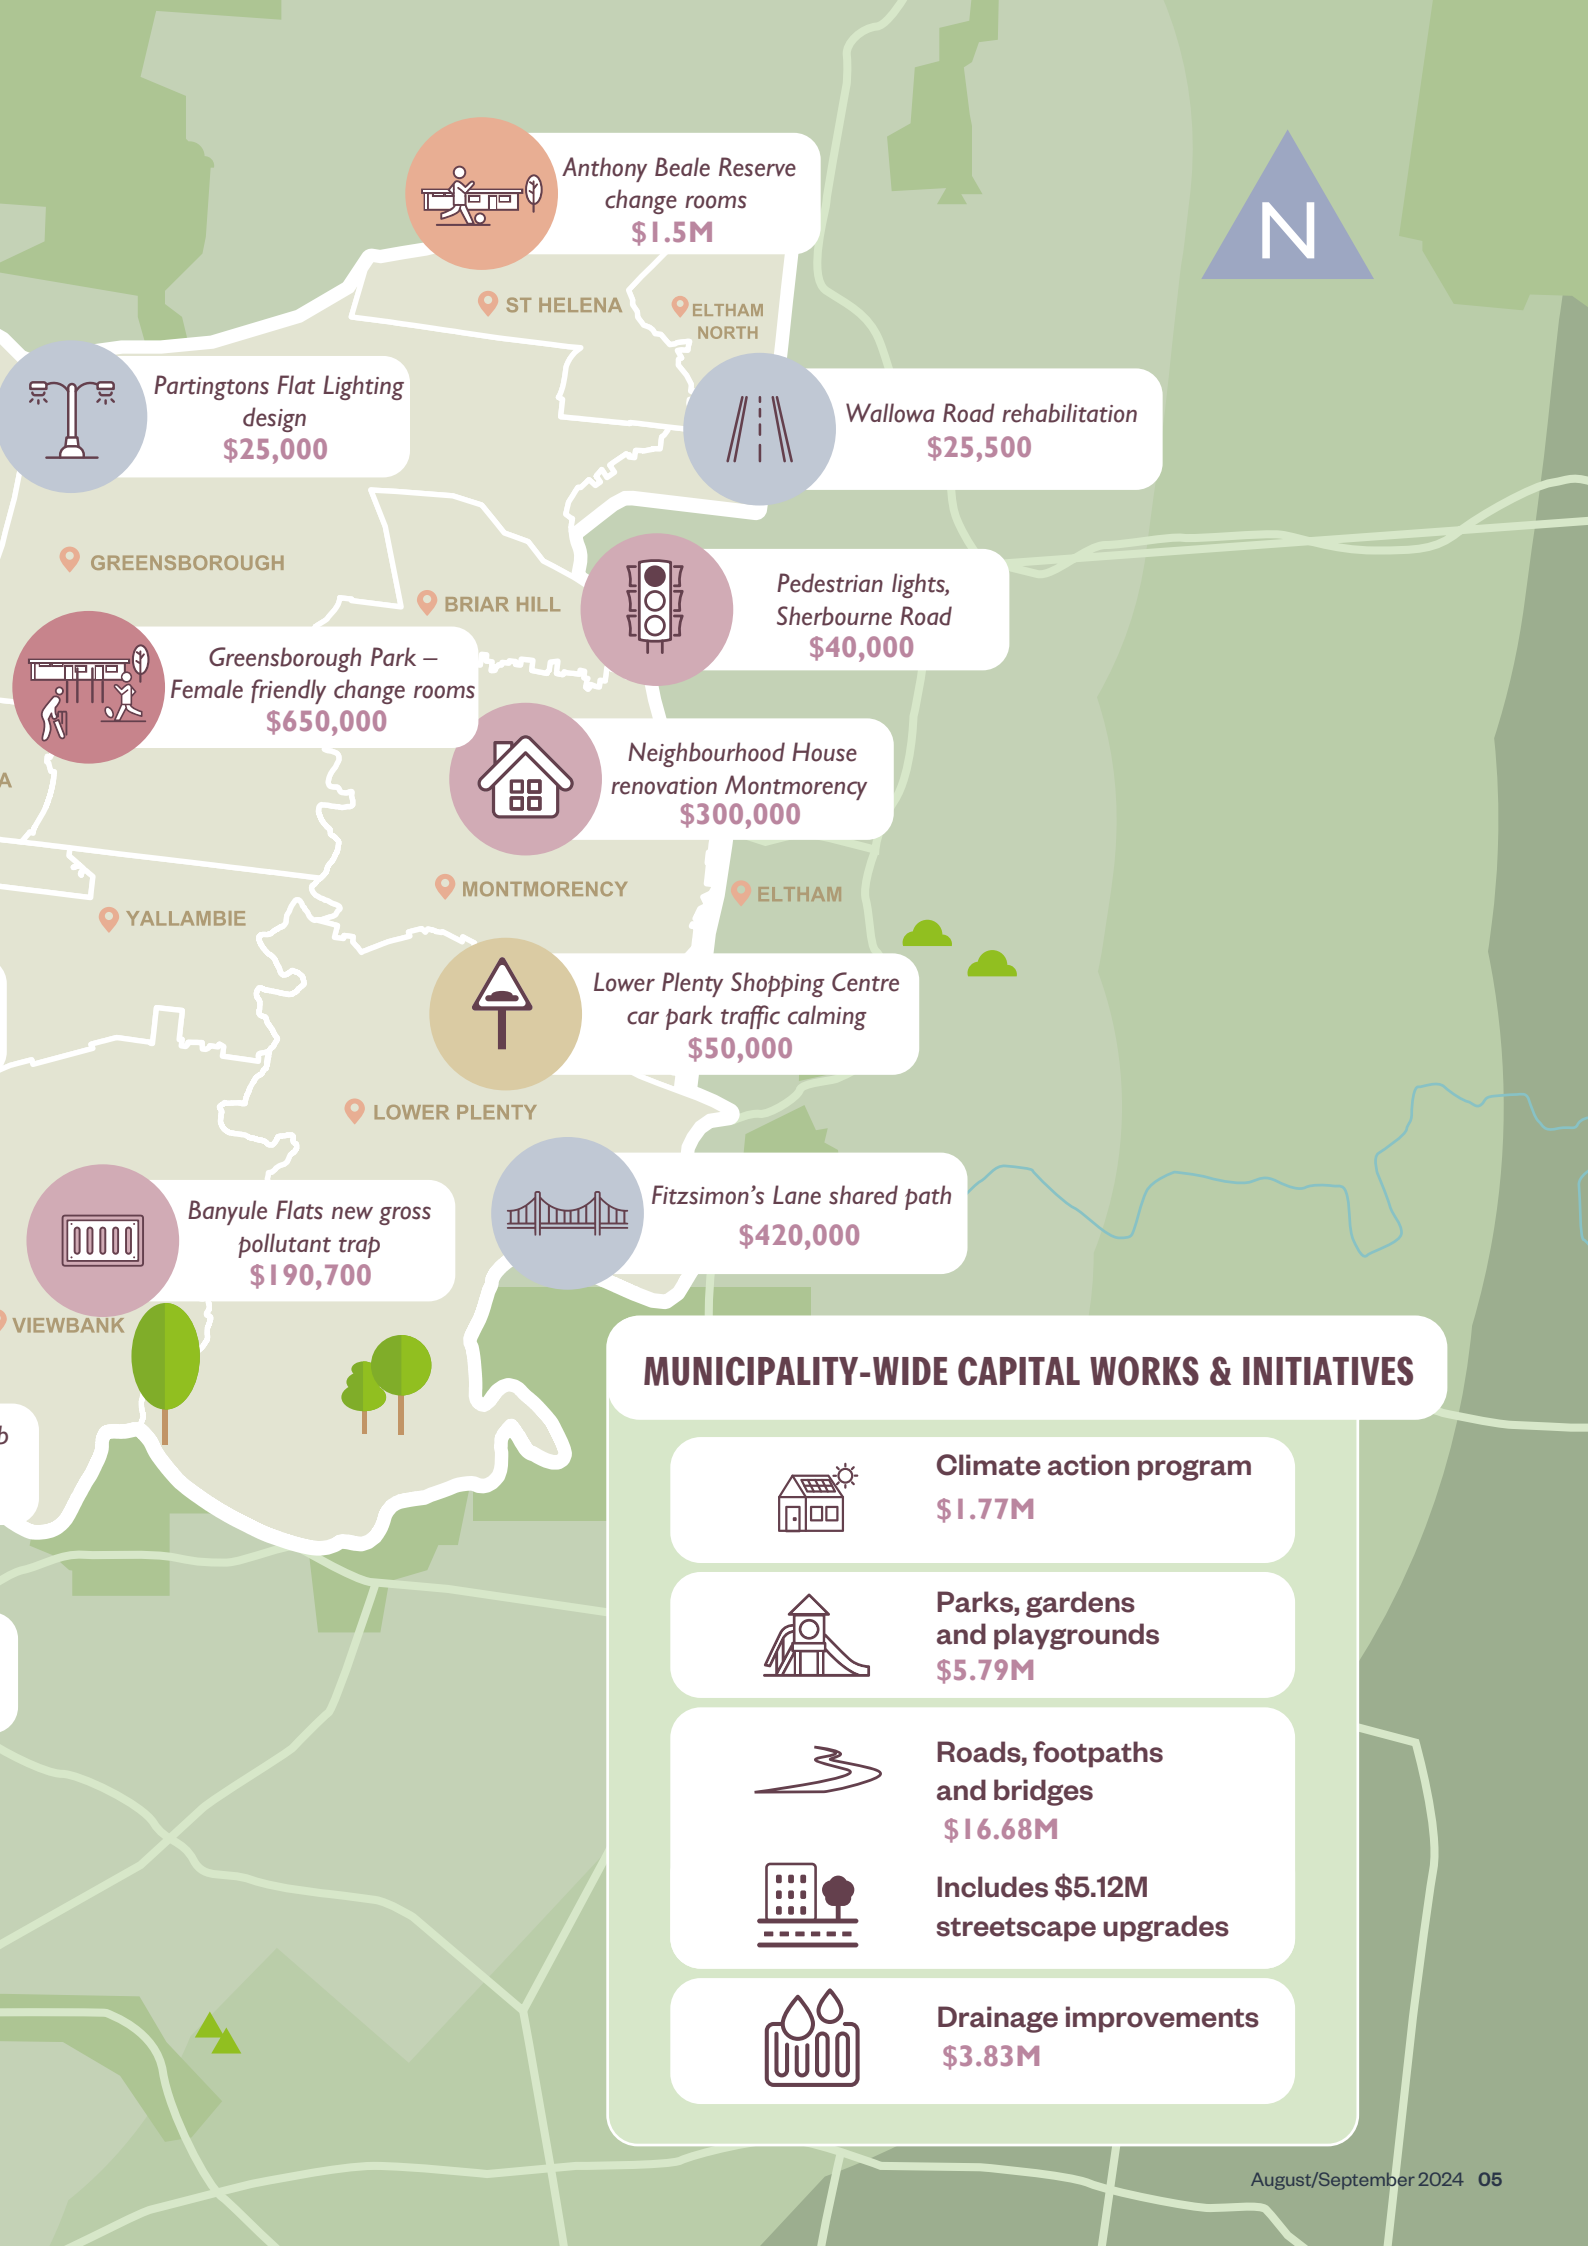 Anthony Beale Reserve
change rooms
$1.5M
N
ST HELENA
ELTHAM
NORTH
Partingtons Flat Lighting
design
$25,000
Wallowa Road rehabilitation
$25,500
GREENSBOROUGH
BRIAR HILL
Pedestrian lights,
Sherbourne Road
$40,000
Greensborough Park –
Female friendly change rooms
$650,000
Neighbourhood House
renovation Montmorency
$300,000
A
MONTMORENCY
ELTHAM
YALLAMBIE
Lower Plenty Shopping Centre
car park traffic calming
$50,000
LOWER PLENTY
Fitzsimon’s Lane shared path
$420,000
Banyule Flats new gross
pollutant trap
$190,700
VIEWBANK
b
MUNICIPALITY-WIDE CAPITAL WORKS & INITIATIVES
Climate action program
$1.77M
Parks, gardens
and playgrounds
$5.79M
Roads, footpaths
and bridges
$16.68M
Includes $5.12M
streetscape upgrades
Drainage improvements
$3.83M
August/September 2024 05